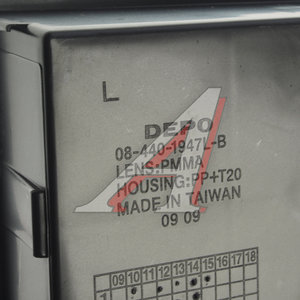 L
DEPO
08-440-1947L-B
LENS:PMMA
HOUSING:PP+T20
MADE IN TAIWAN
09 09
09 10 11 12 13 14 15 16 17 18
1